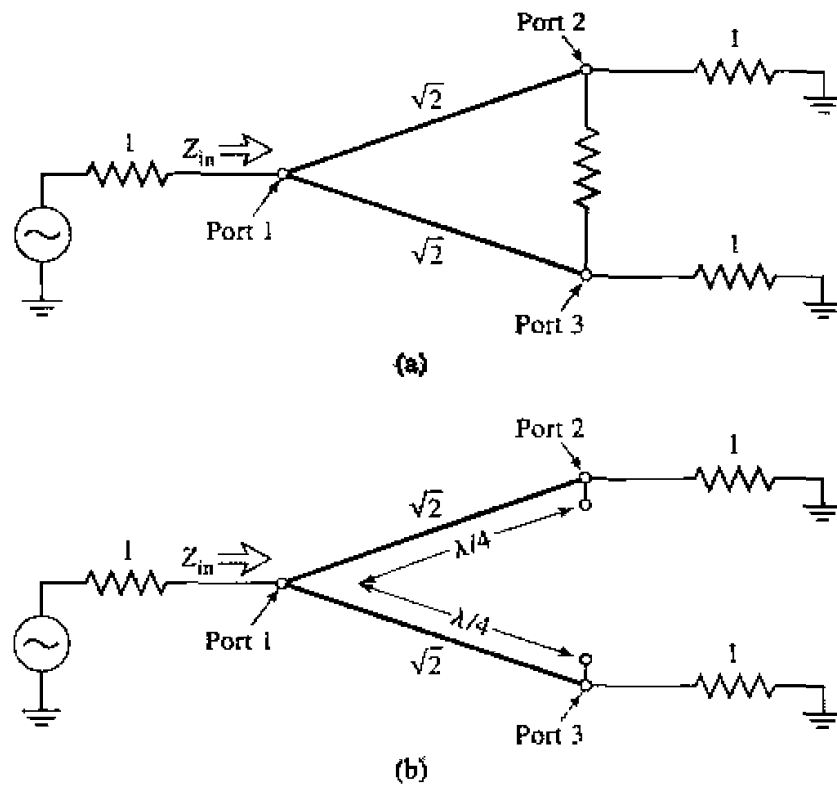 Port 2
1
√2
1
Z_in
Port 1
√2
1
Port 3
(a)
Port 2
1
√2
λ/4
1
Z_in
Port 1
λ/4
√2
1
Port 3
(b)